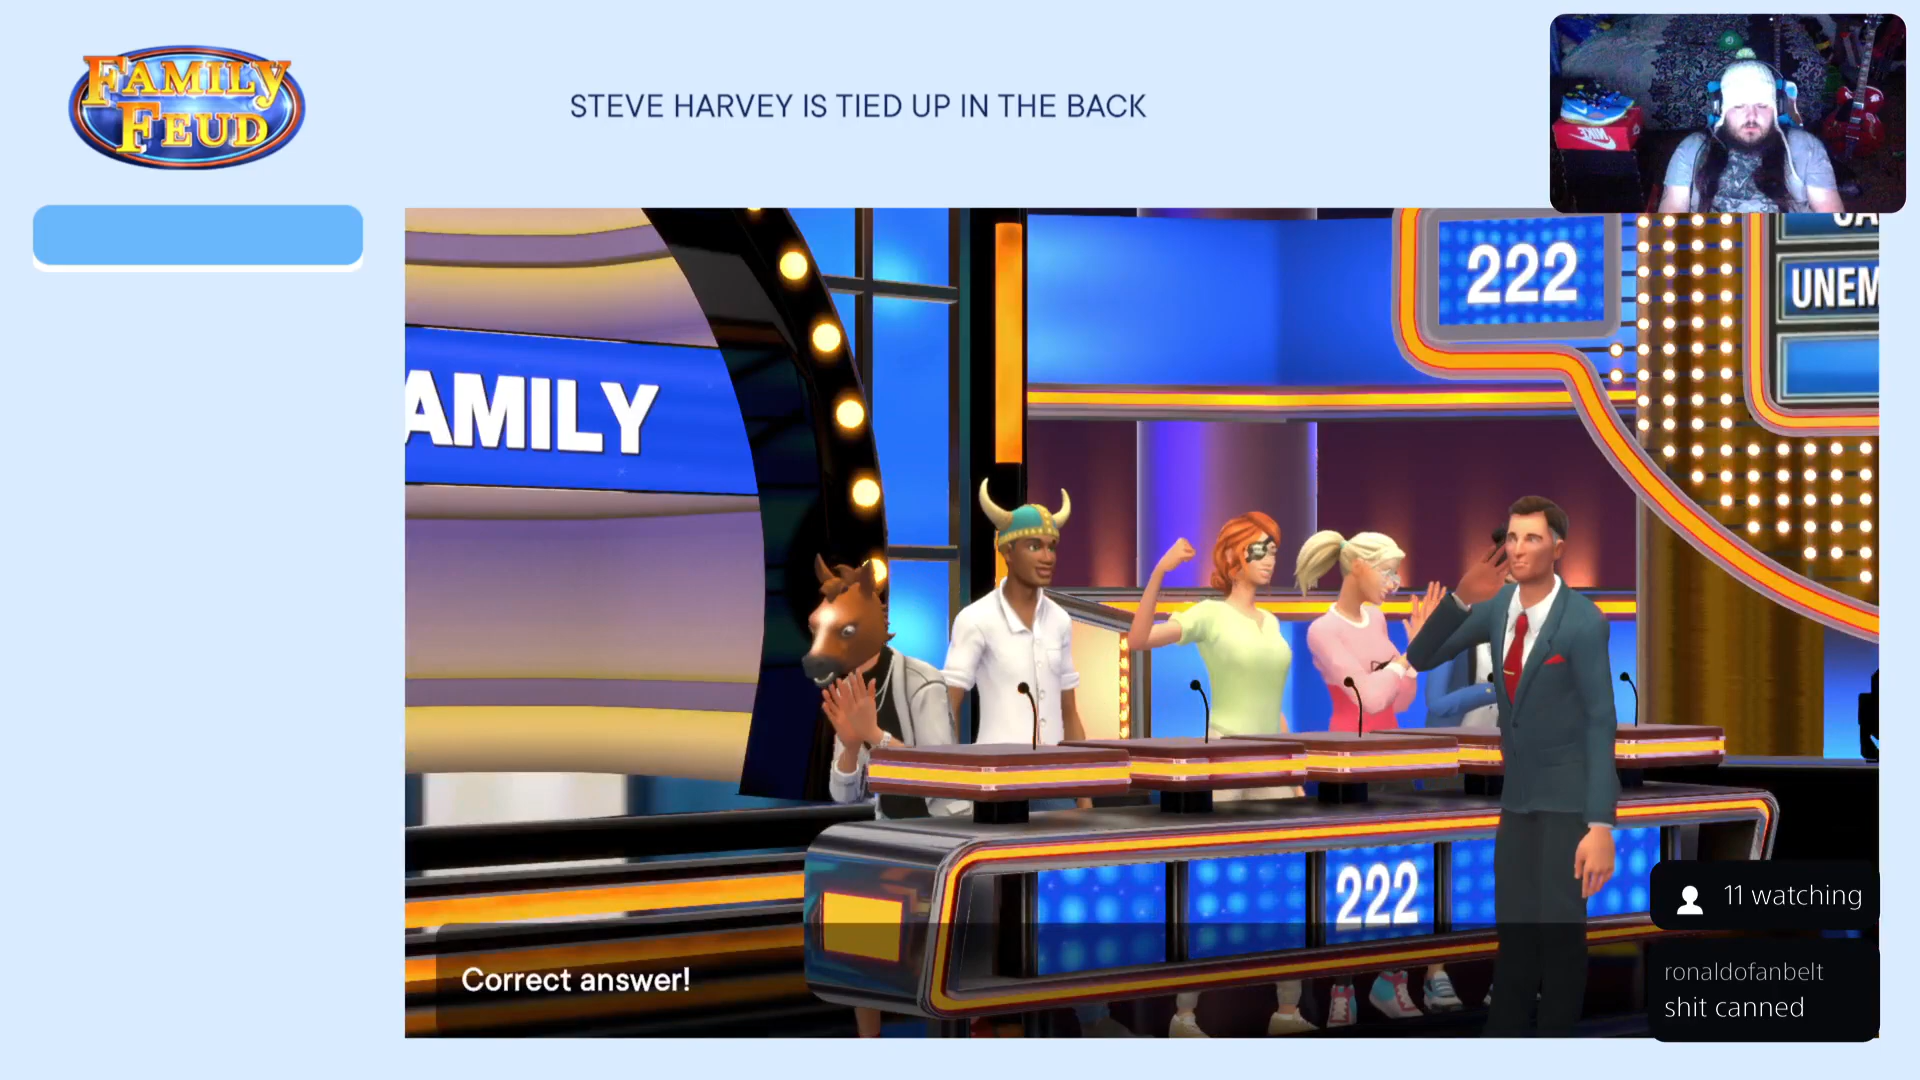 FAMILY
FEUD
STEVE HARVEY IS TIED UP IN THE BACK
NIKE
222
UNEM
AMILY
222
Correct answer!
11 watching
ronaldofanbelt
shit canned